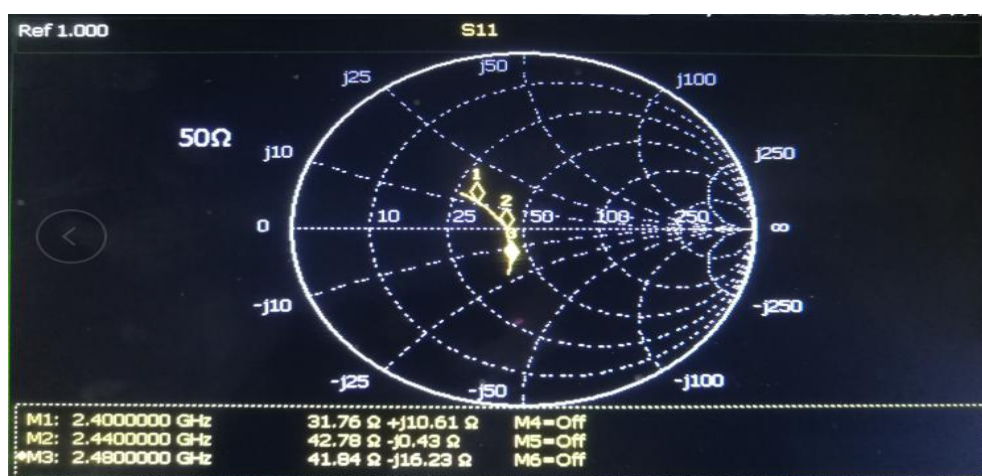 Ref 1.000
S11
j50
j25
j100
50Ω
j10
j250
1
2
0
10
25
50
100
250
∞
-j10
-j250
-j25
-j50
-j100
M1: 2.4000000 GHz 31.76 Ω +j10.61 Ω M4=Off
M2: 2.4400000 GHz 42.78 Ω -j0.43 Ω M5=Off
M3: 2.4800000 GHz 41.84 Ω -j16.23 Ω M6=Off